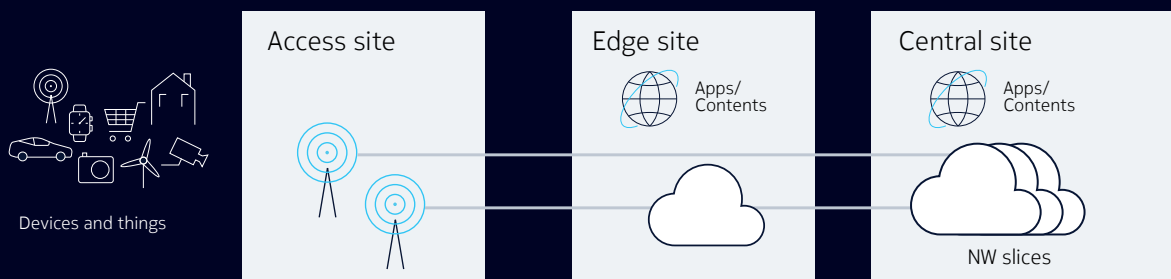 Access site
Edge site
Central site
Apps/
Contents
Apps/
Contents
Devices and things
NW slices